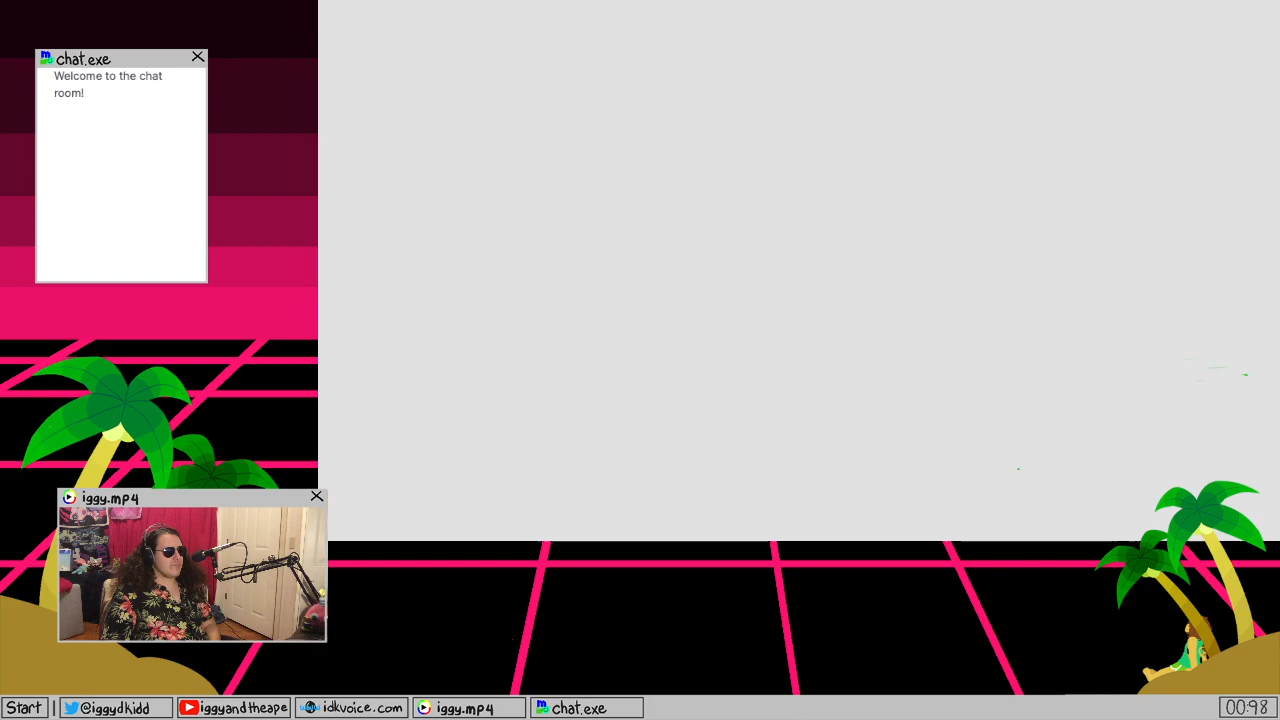 chat.exe
Welcome to the chat
room!
iggy.mp4
Start | @iggydkidd iggyandtheape www idkvoice.com iggy.mp4 chat.exe 00:98